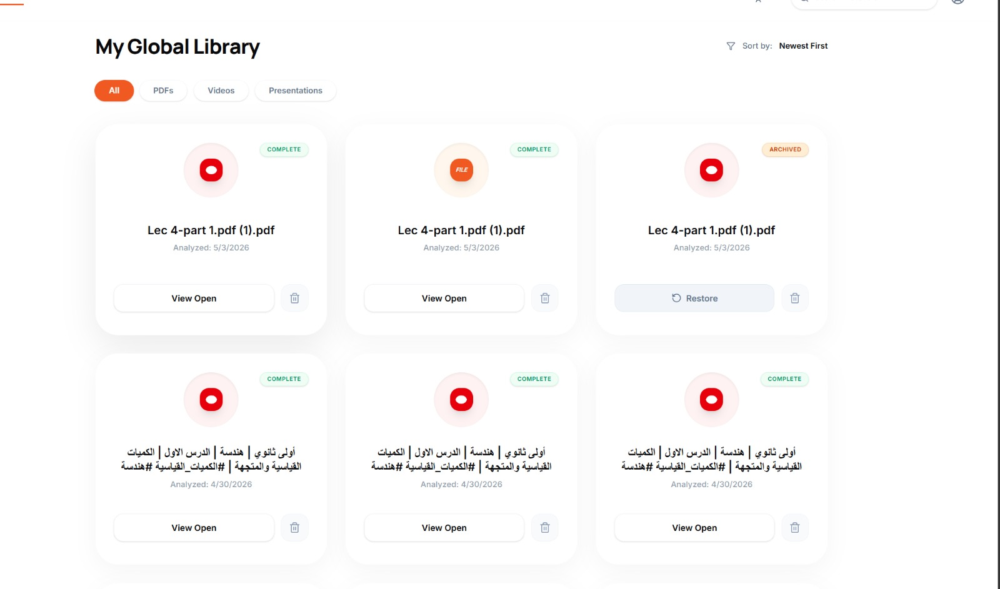 My Global Library
Sort by: Newest First
All
PDFs
Videos
Presentations
COMPLETE
Lec 4-part 1.pdf (1).pdf
Analyzed: 5/3/2026
View Open
COMPLETE
FILE
Lec 4-part 1.pdf (1).pdf
Analyzed: 5/3/2026
View Open
ARCHIVED
Lec 4-part 1.pdf (1).pdf
Analyzed: 5/3/2026
Restore
COMPLETE
أولى ثانوي | هندسة | الدرس الاول | الكميات
القياسية والمتجهة | #الكميات_القياسية #هندسة
Analyzed: 4/30/2026
View Open
COMPLETE
أولى ثانوي | هندسة | الدرس الاول | الكميات
القياسية والمتجهة | #الكميات_القياسية #هندسة
Analyzed: 4/30/2026
View Open
COMPLETE
أولى ثانوي | هندسة | الدرس الاول | الكميات
القياسية والمتجهة | #الكميات_القياسية #هندسة
Analyzed: 4/30/2026
View Open